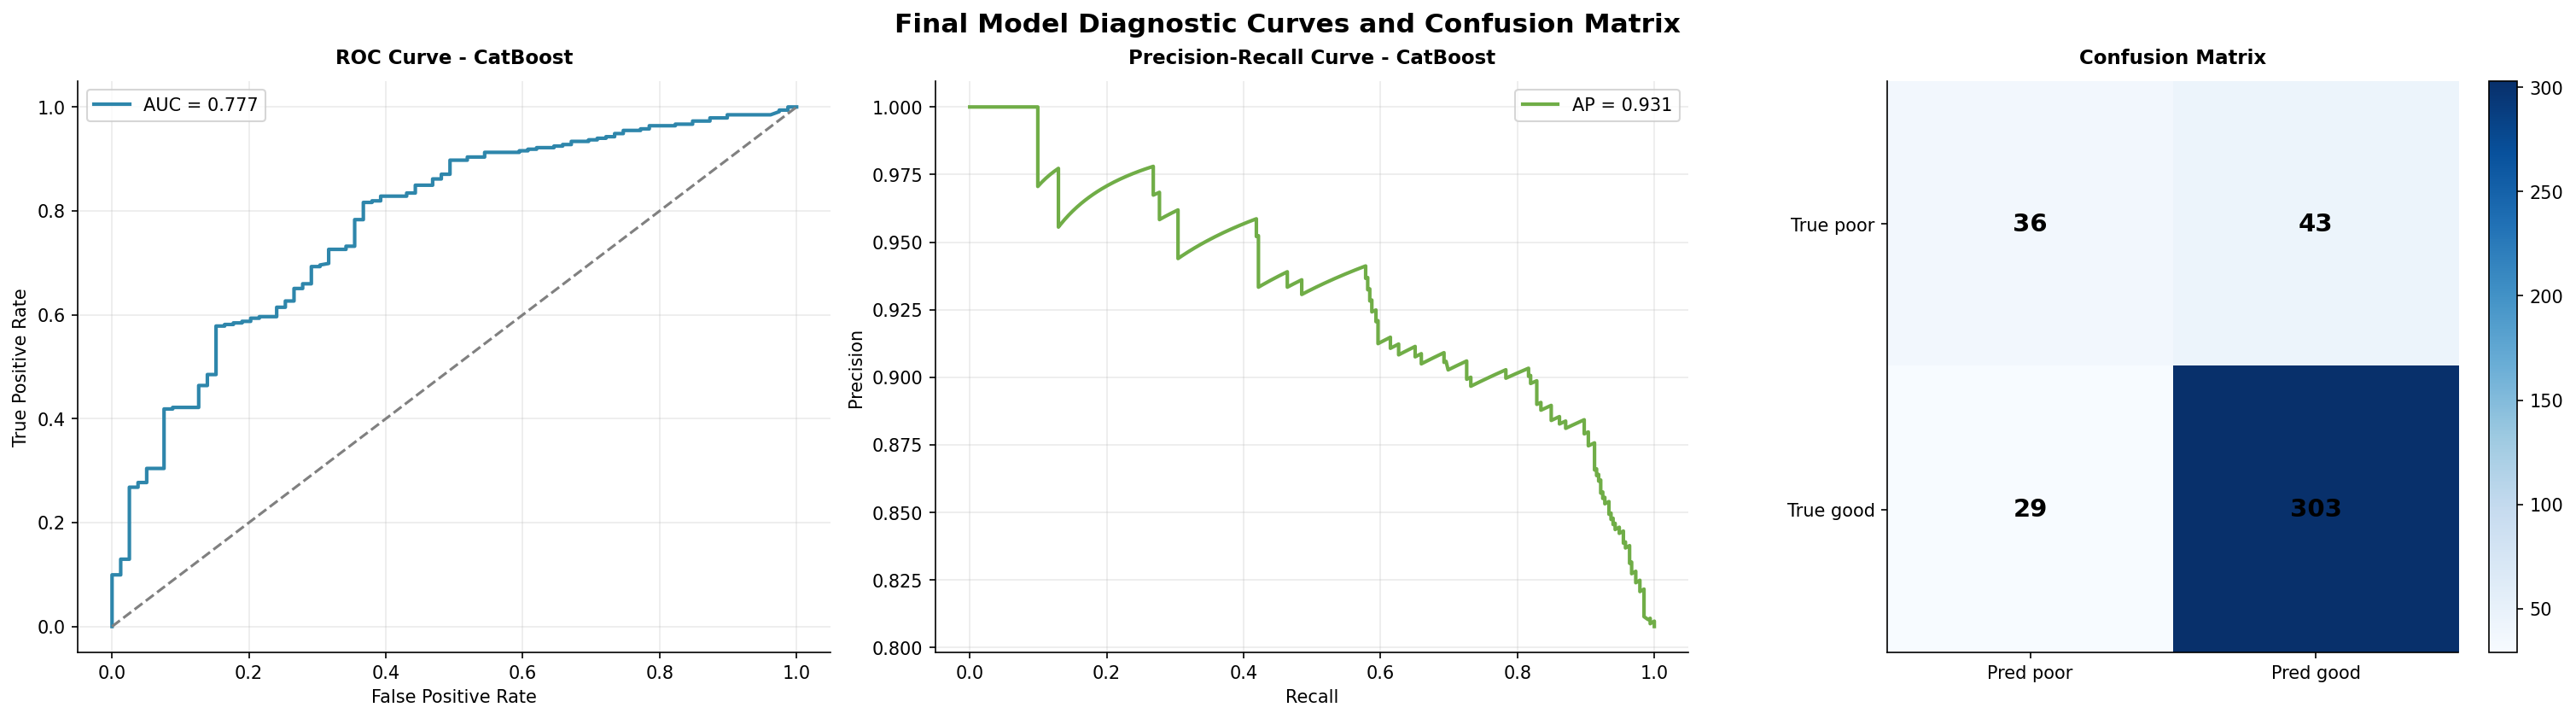 Final Model Diagnostic Curves and Confusion Matrix
ROC Curve - CatBoost
AUC = 0.777
True Positive Rate
1.0
0.8
0.6
0.4
0.2
0.0
0.0 0.2 0.4 0.6 0.8 1.0
False Positive Rate
Precision-Recall Curve - CatBoost
AP = 0.931
Precision
1.000
0.975
0.950
0.925
0.900
0.875
0.850
0.825
0.800
0.0 0.2 0.4 0.6 0.8 1.0
Recall
Confusion Matrix
True poor 36 43
True good 29 303
Pred poor Pred good
300
250
200
150
100
50